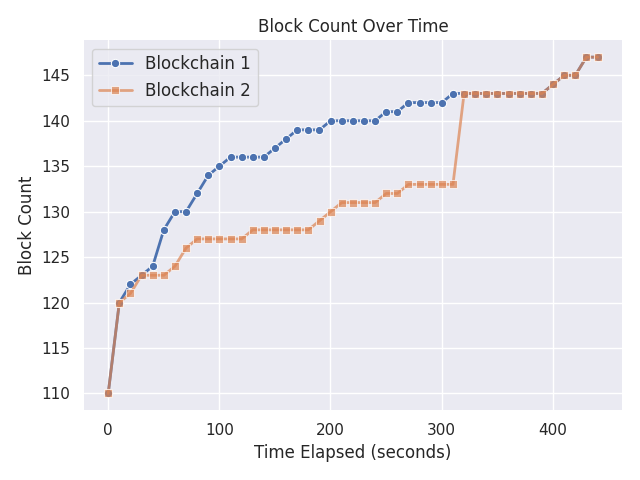 Block Count Over Time
Blockchain 1
Blockchain 2
Block Count
145
140
135
130
125
120
115
110
0
100
200
300
400
Time Elapsed (seconds)